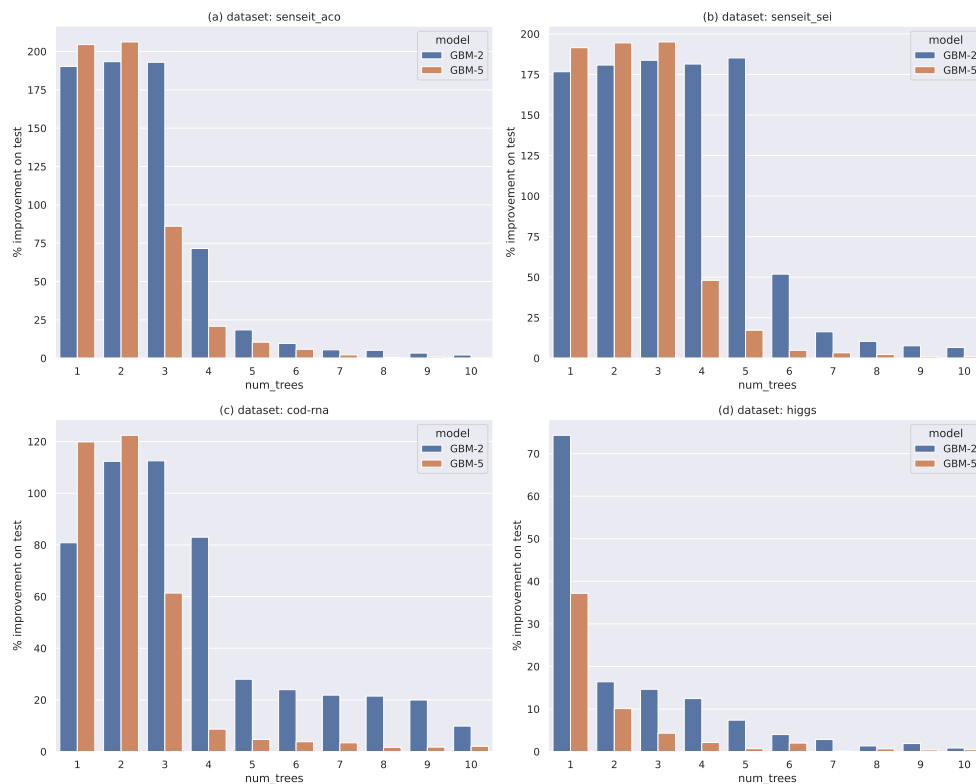 (a) dataset: senseit_aco
% improvement on test
200
175
150
125
100
75
50
25
0
model
GBM-2
GBM-5
1 2 3 4 5 6 7 8 9 10
num_trees
(b) dataset: senseit_sei
% improvement on test
200
175
150
125
100
75
50
25
0
model
GBM-2
GBM-5
1 2 3 4 5 6 7 8 9 10
num_trees
(c) dataset: cod-rna
% improvement on test
120
100
80
60
40
20
0
model
GBM-2
GBM-5
1 2 3 4 5 6 7 8 9 10
num_trees
(d) dataset: higgs
% improvement on test
70
60
50
40
30
20
10
0
model
GBM-2
GBM-5
1 2 3 4 5 6 7 8 9 10
num_trees